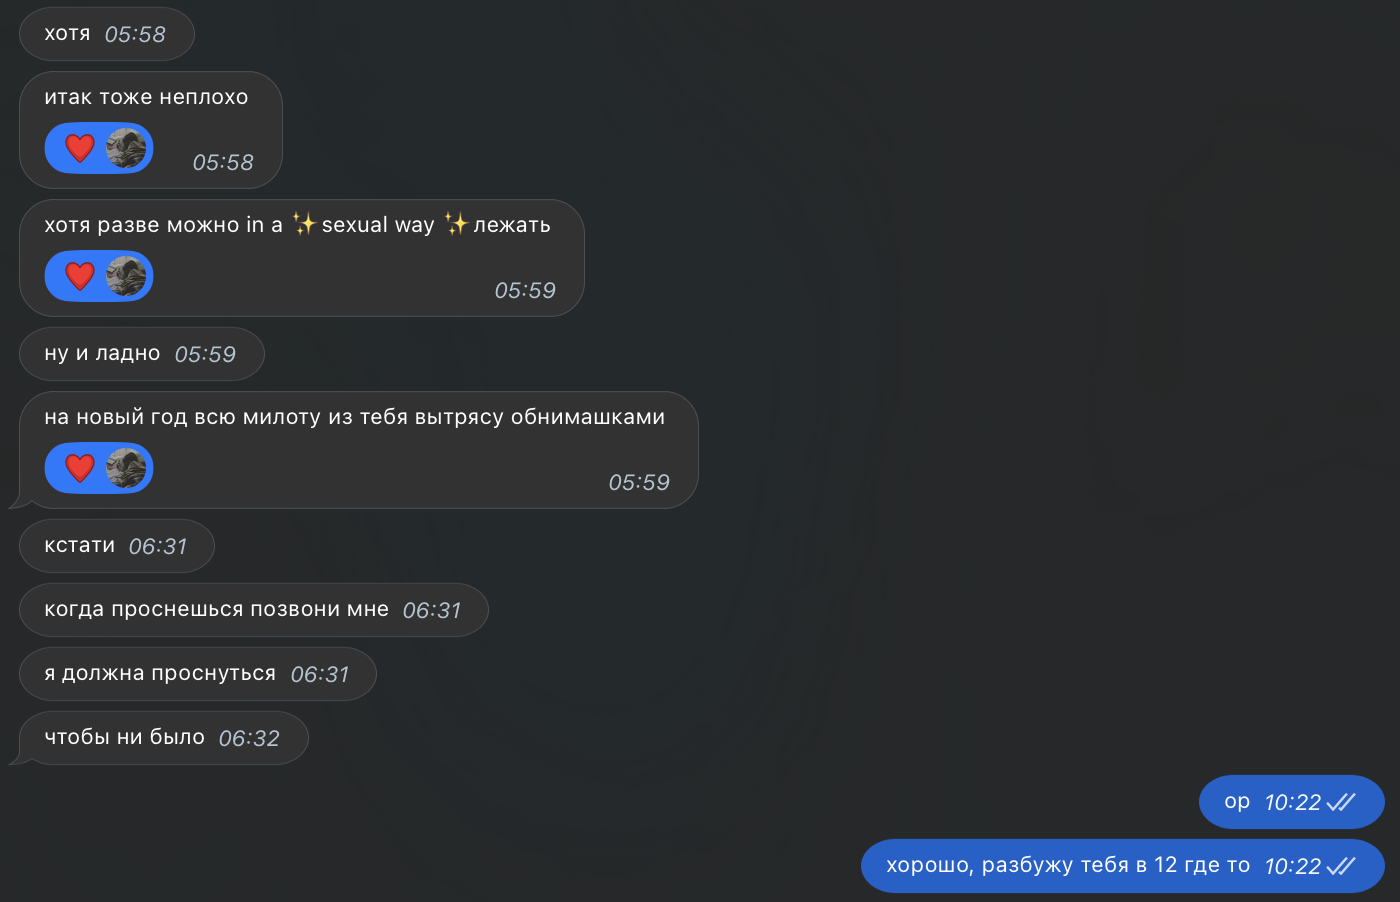 хотя 05:58
итак тоже неплохо
❤️ 05:58
хотя разве можно in a ✨sexual way ✨лежать
❤️ 05:59
ну и ладно 05:59
на новый год всю милоту из тебя вытрясу обнимашками
❤️ 05:59
кстати 06:31
когда проснешься позвони мне 06:31
я должна проснуться 06:31
чтобы ни было 06:32
ор 10:22
хорошо, разбужу тебя в 12 где то 10:22